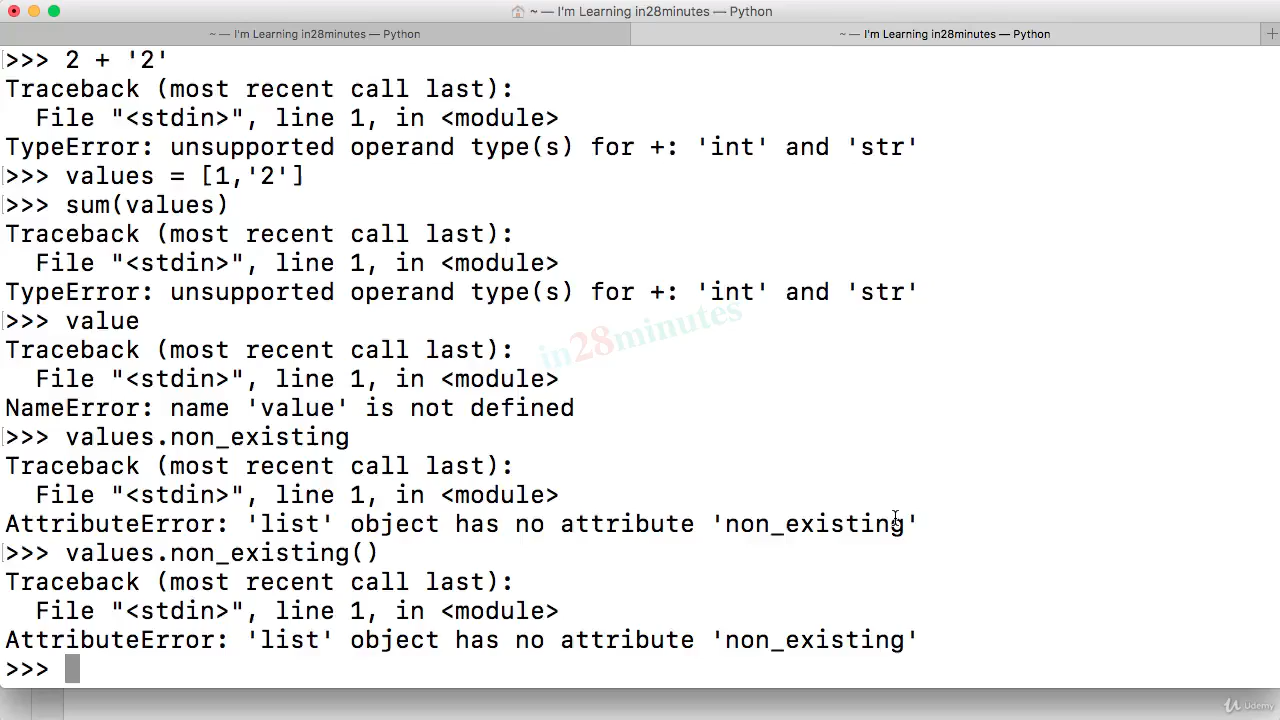 ~ — I'm Learning in28minutes — Python
~ — I'm Learning in28minutes — Python
~ — I'm Learning in28minutes — Python
>>> 2 + '2'
Traceback (most recent call last):
  File "<stdin>", line 1, in <module>
TypeError: unsupported operand type(s) for +: 'int' and 'str'
>>> values = [1,'2']
>>> sum(values)
Traceback (most recent call last):
  File "<stdin>", line 1, in <module>
TypeError: unsupported operand type(s) for +: 'int' and 'str'
>>> value
in28minutes
Traceback (most recent call last):
  File "<stdin>", line 1, in <module>
NameError: name 'value' is not defined
>>> values.non_existing
Traceback (most recent call last):
  File "<stdin>", line 1, in <module>
AttributeError: 'list' object has no attribute 'non_existing'
>>> values.non_existing()
Traceback (most recent call last):
  File "<stdin>", line 1, in <module>
AttributeError: 'list' object has no attribute 'non_existing'
>>>
Udemy